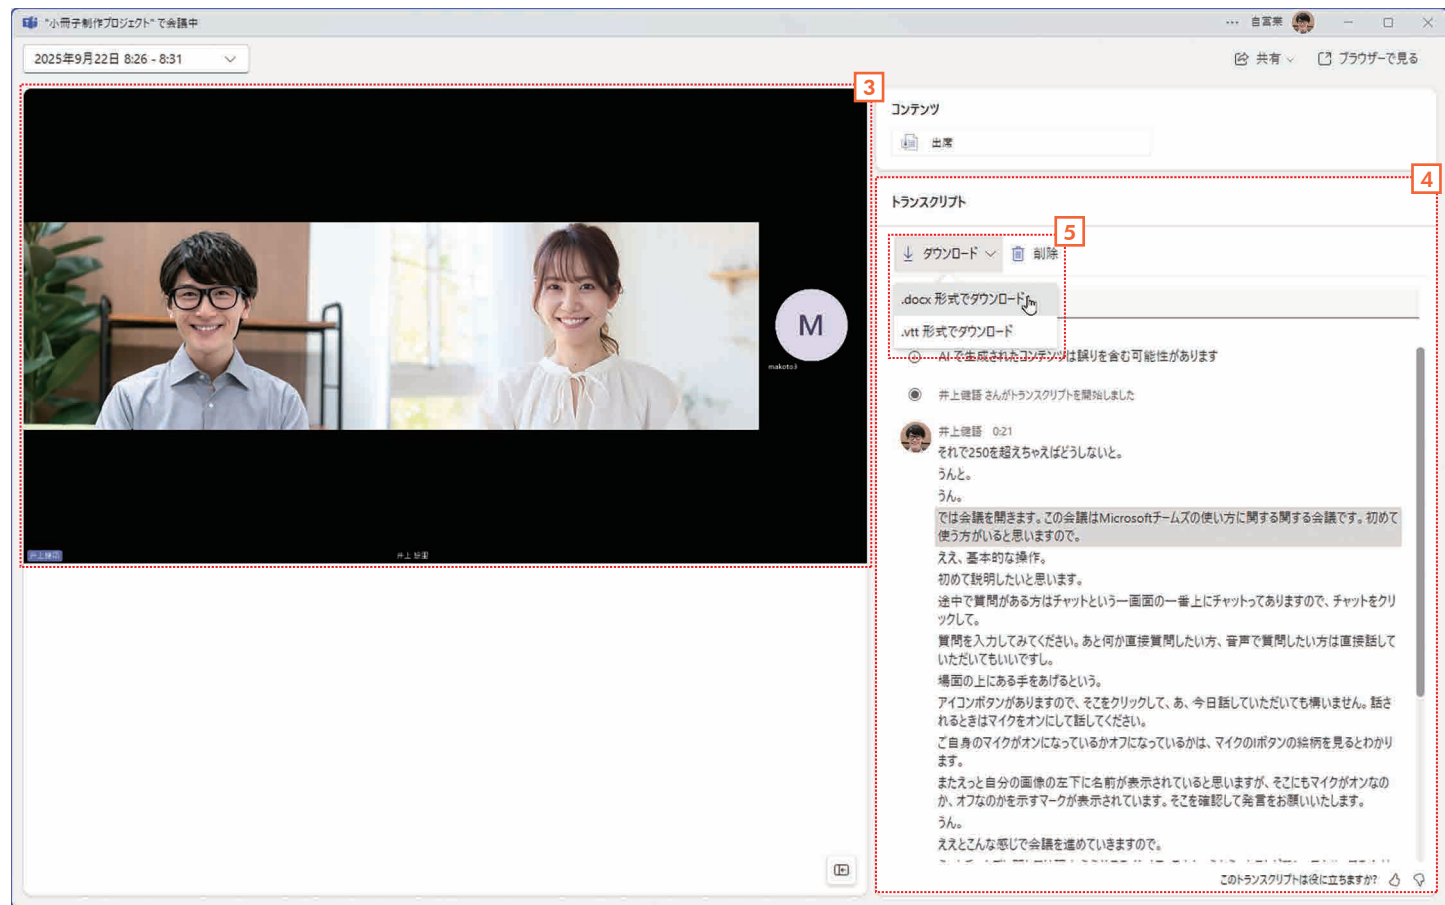 "小冊子制作プロジェクト" で会議中
… 自営業
2025年9月22日 8:26 - 8:31
共有
ブラウザーで見る
3
M
makoto
井上 
コンテンツ
出席
4
トランスクリプト
5
ダウンロード
削除
.docx 形式でダウンロード
.vtt 形式でダウンロード
AI で生成されたコンテンツは誤りを含む可能性があります
井上健語 さんがトランスクリプトを開始しました
井上健語 0:21
それで250を超えちゃえばどうしないと。
うんと。
うん。
では会議を開きます。この会議はMicrosoftチームズの使い方に関する関する会議です。初めて
使う方がいると思いますので。
ええ、基本的な操作。
初めて説明したいと思います。
途中で質問がある方はチャットという一画面の一番上にチャットってありますので、チャットをクリ
ックして。
質問を入力してみてください。あと何か直接質問したい方、音声で質問したい方は直接話して
いただいてもいいですし。
場面の上にある手をあげるという。
アイコンボタンがありますので、そこをクリックして、あ、今日話していただいても構いません。話さ
れるときはマイクをオンにして話してください。
ご自身のマイクがオンになっているかオフになっているかは、マイクのIボタンの絵柄を見るとわかり
ます。
またえっと自分の画像の左下に名前が表示されていると思いますが、そこにもマイクがオンなの
か、オフなのかを示すマークが表示されています。そこを確認して発言をお願いいたします。
うん。
ええとこんな感じで会議を進めていきますので。
このトランスクリプトは役に立ちますか?